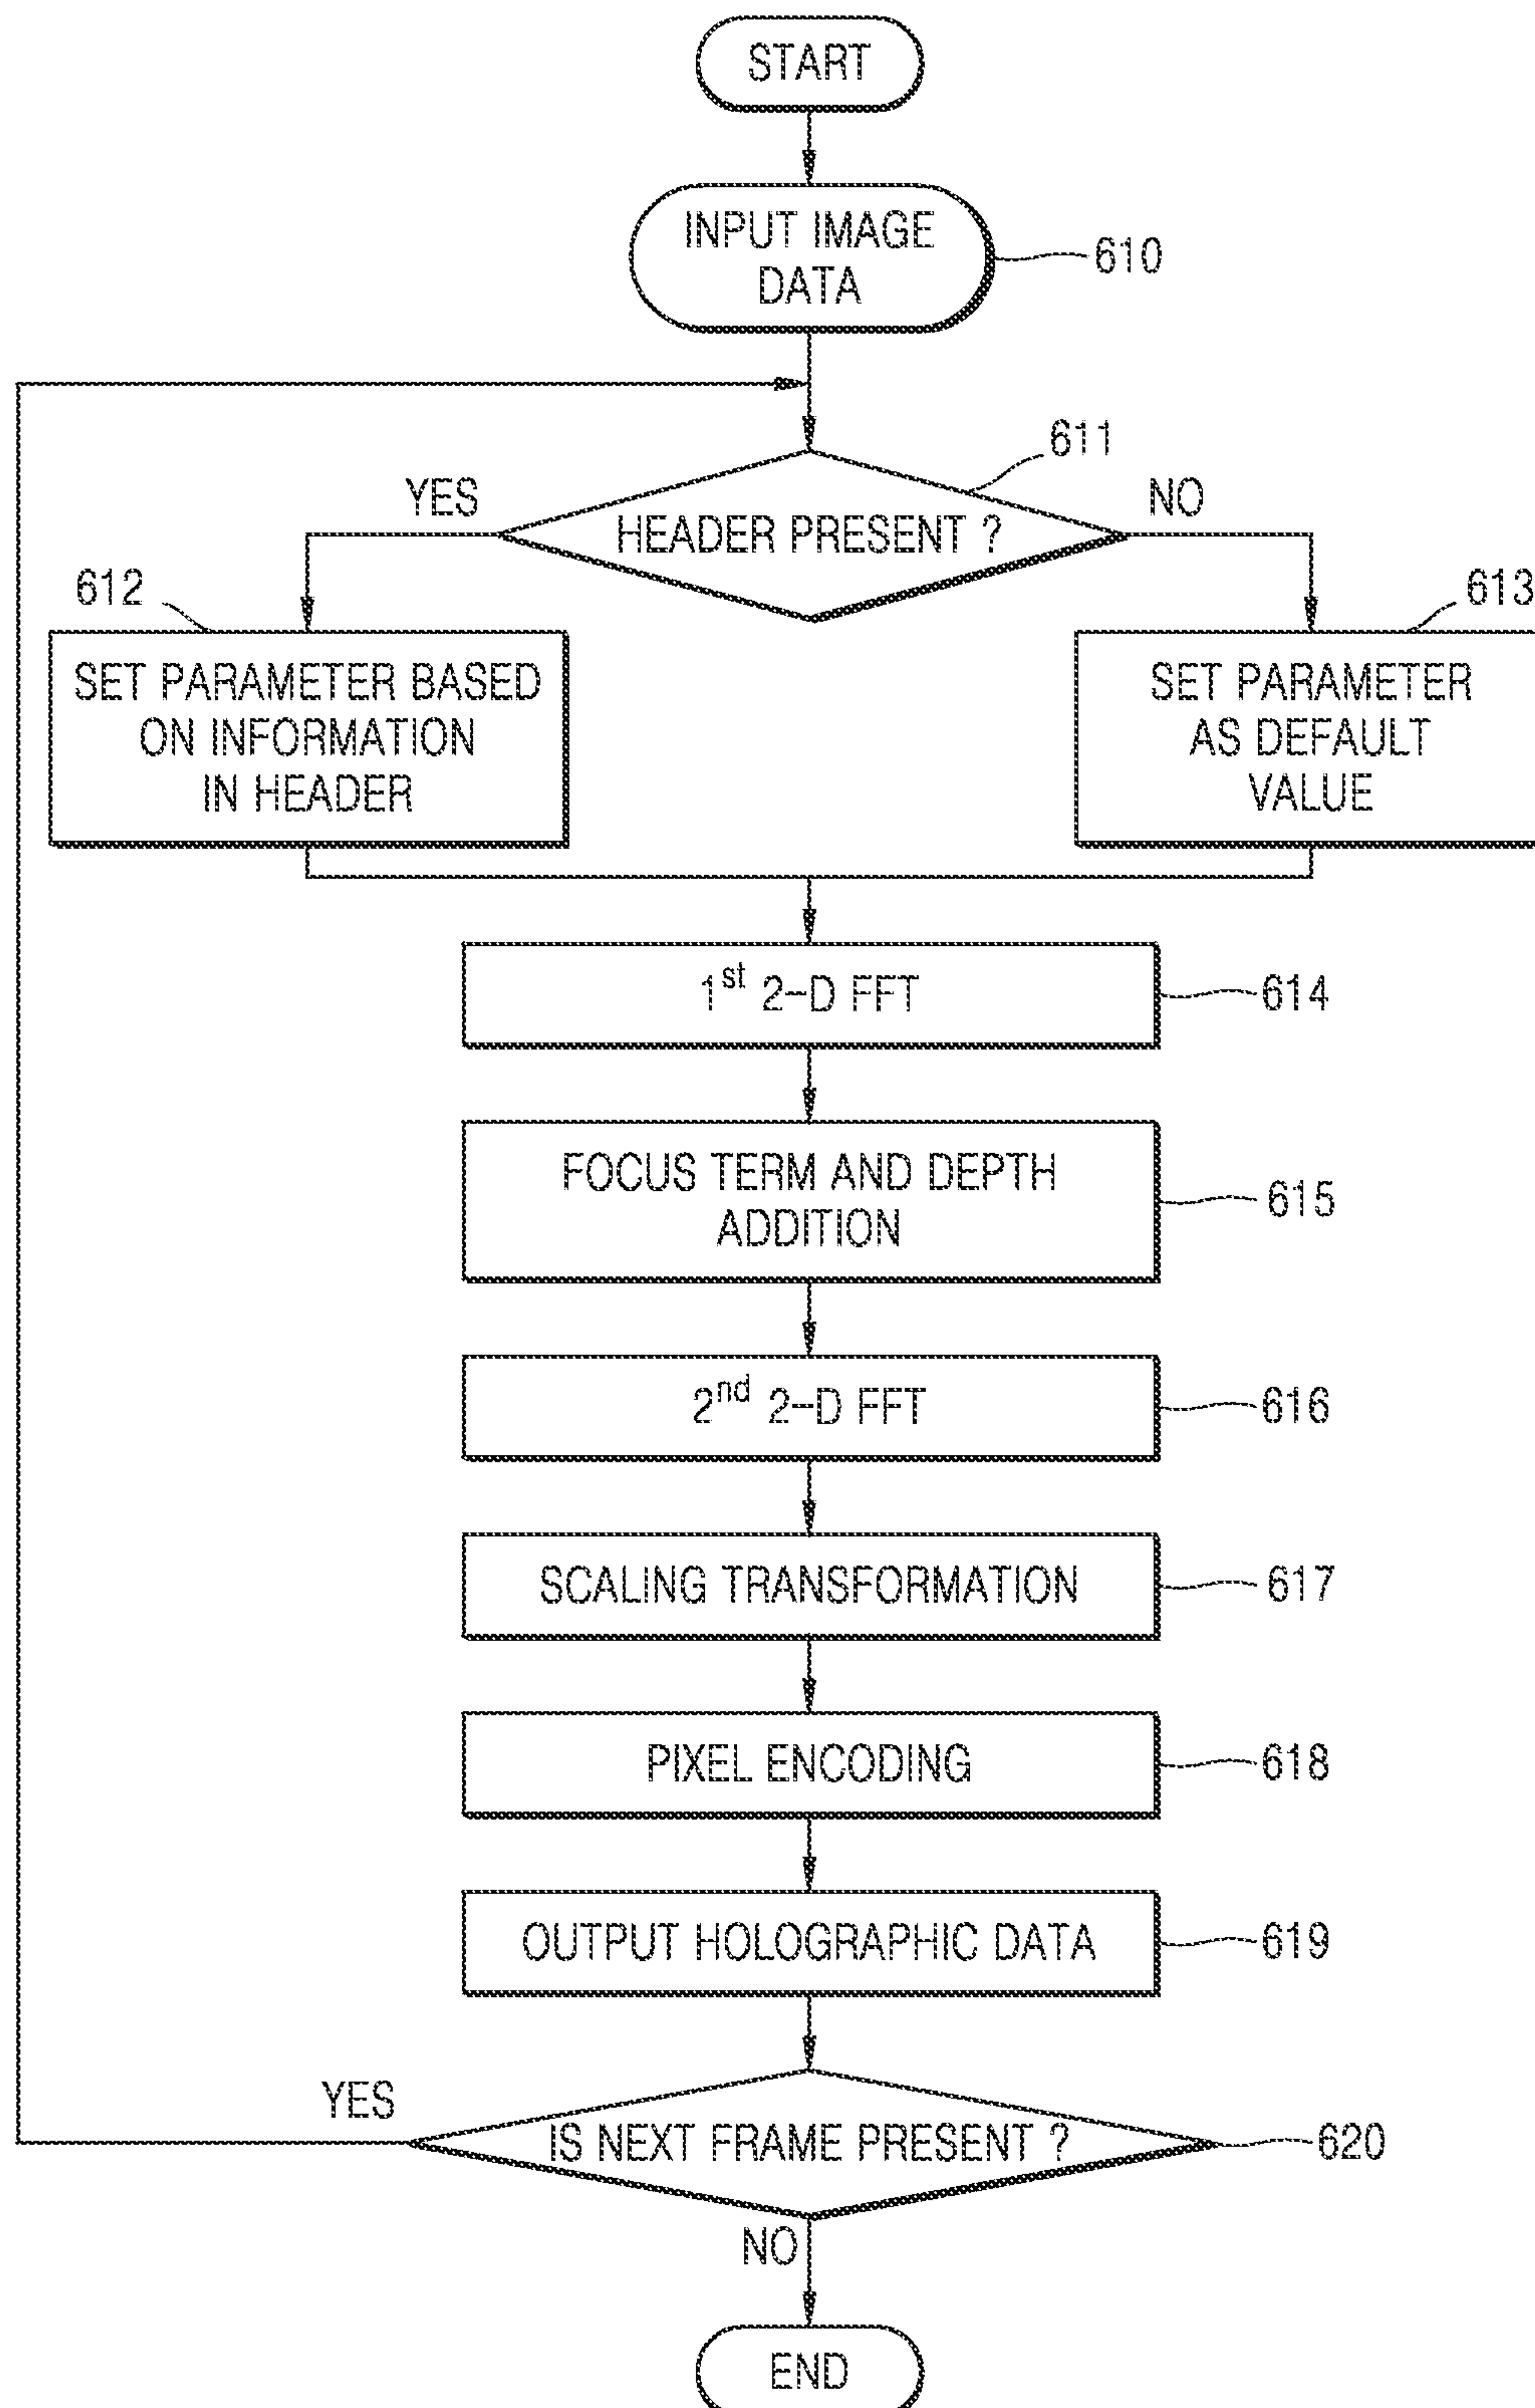 START
INPUT IMAGE
DATA
610
611
YES
NO
HEADER PRESENT ?
612
613
SET PARAMETER BASED
ON INFORMATION
IN HEADER
SET PARAMETER
AS DEFAULT
VALUE
1st 2-D FFT
614
FOCUS TERM AND DEPTH
ADDITION
615
2nd 2-D FFT
616
SCALING TRANSFORMATION
617
PIXEL ENCODING
618
OUTPUT HOLOGRAPHIC DATA
619
YES
IS NEXT FRAME PRESENT ?
620
NO
END